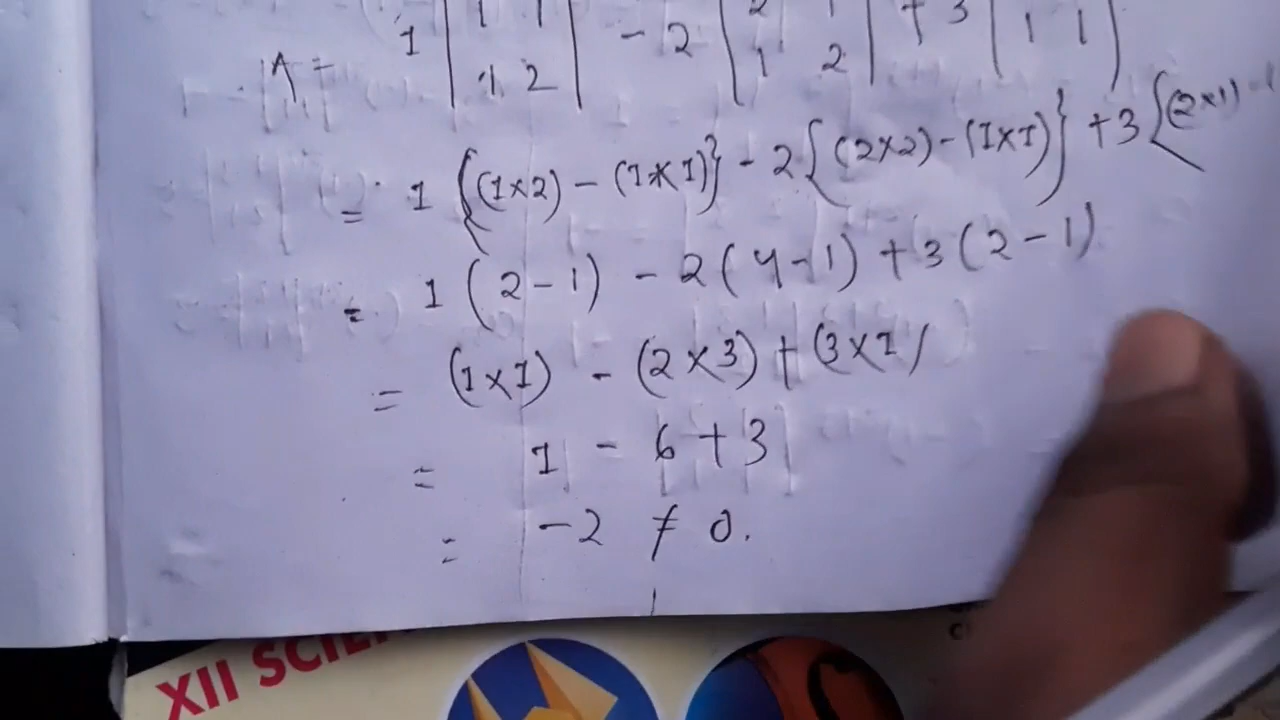 A = 1 | 1 1 | - 2 | 2 1 | + 3 |
1 2 1 2 1 1
= 1 {(1×2) - (1×1)} - 2 {(2×2) - (1×1)} + 3 {(2×1) -
= 1 (2-1) - 2 (4-1) + 3 (2-1)
= (1×1) - (2×3) + (3×1)
= 1 - 6 + 3
= -2 ≠ 0.
XII